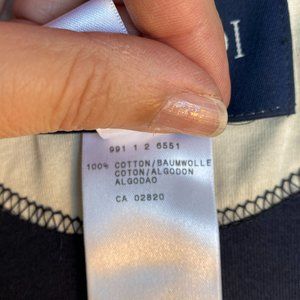 991 1 2 6551
100% COTTON/BAUMWOLLE
COTON/ALGODON
ALGODAO
CA 02820